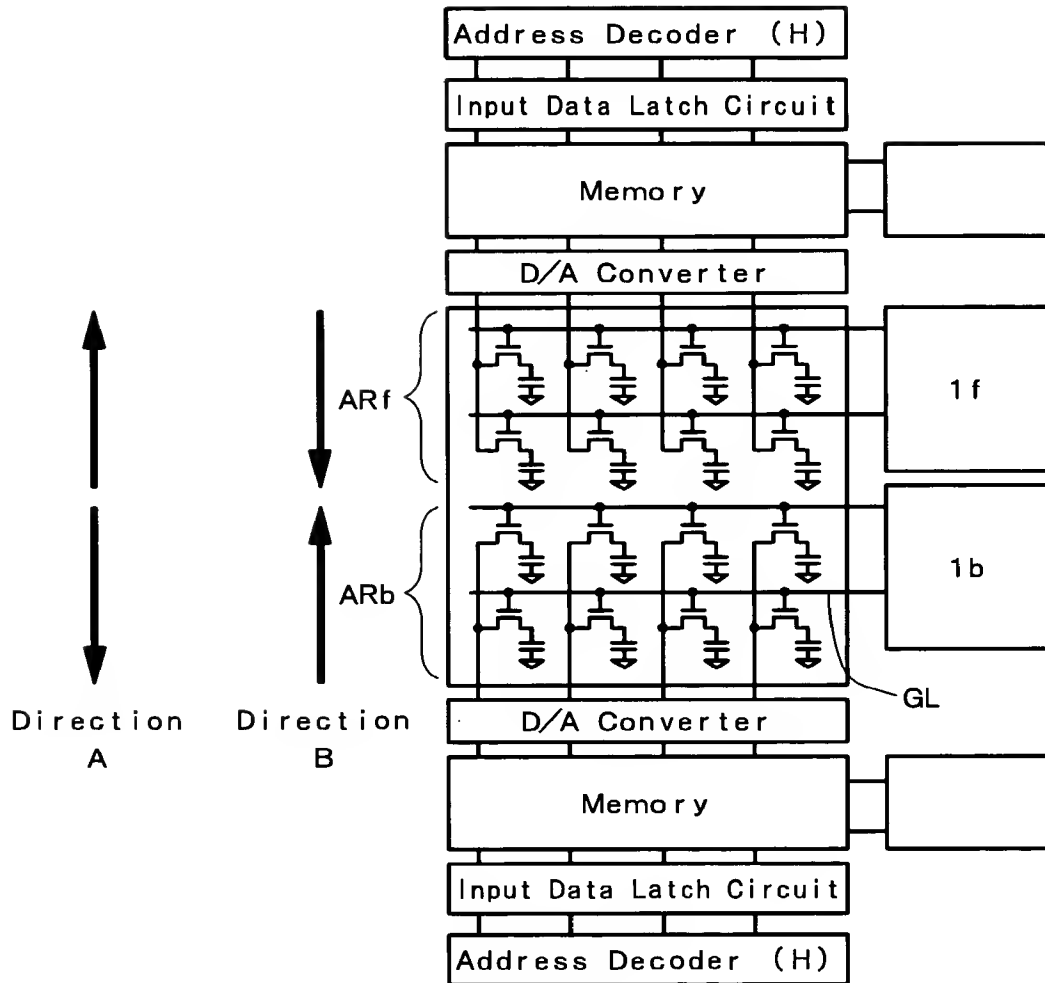 Address Decoder (H)
Input Data Latch Circuit
Memory
D/A Converter
ARf
1f
ARb
1b
GL
Direction
A
Direction
B
D/A Converter
Memory
Input Data Latch Circuit
Address Decoder (H)